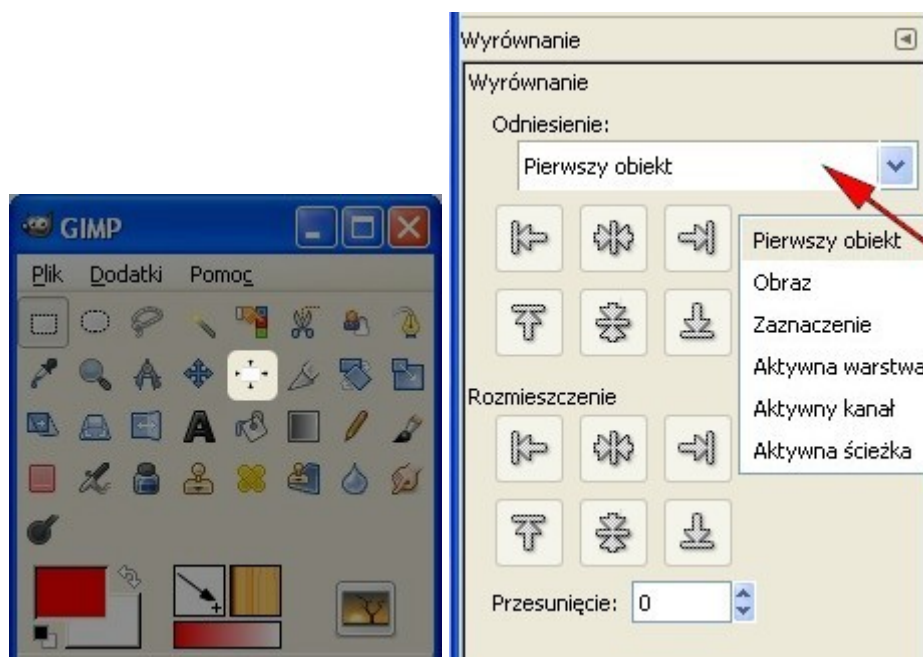 GIMP
Plik Dodatki Pomoc
Wyrównanie
Wyrównanie
Odniesienie:
Pierwszy obiekt
Pierwszy obiekt
Obraz
Zaznaczenie
Aktywna warstwa
Aktywny kanał
Aktywna ścieżka
Rozmieszczenie
Przesunięcie: 0